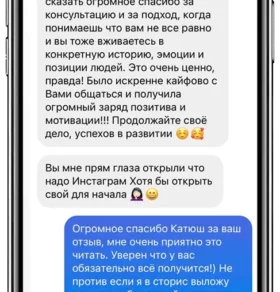 сказать огромное спасибо за
консультацию и за подход, когда
понимаешь что вам не все равно
и вы тоже вживаетесь в
конкретную историю, эмоции и
позиции людей. Это очень ценно,
правда! Было искренне кайфово с
Вами общаться и получила
огромный заряд позитива и
мотивации!!! Продолжайте своё
дело, успехов в развитии 😊🥰
Вы мне прям глаза открыли что
надо Инстаграм Хотя бы открыть
свой для начала 🤦🏻‍♀️😄
Огромное спасибо Катюш за ваш
отзыв, мне очень приятно это
читать. Уверен что у вас
обязательно всё получится!) Не
против если я в сторис выложу